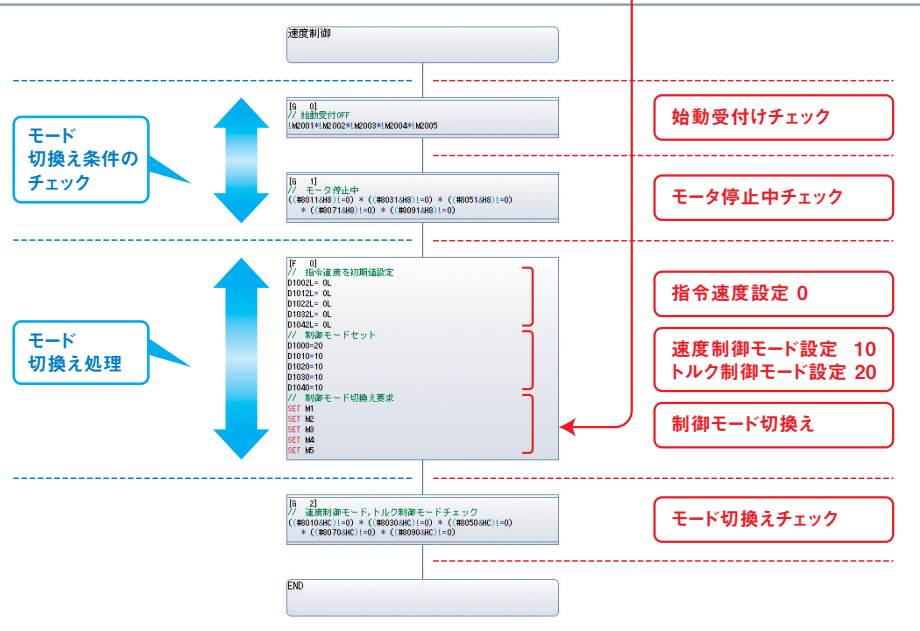 速度制御
[G 0]
// 始動受付OFF
!M2001*!M2002*!M2003*!M2004*!M2005
始動受付けチェック
モード
切換え条件の
チェック
[G 1]
// モータ停止中
((#8011&H8)!=0) * ((#8031&H8)!=0) * ((#8051&H8)!=0)
* ((#8071&H8)!=0) * ((#8091&H8)!=0)
モータ停止中チェック
[F 0]
// 指令速度を初期値設定
D1002L= 0L
D1012L= 0L
D1022L= 0L
D1032L= 0L
D1042L= 0L
// 制御モードセット
D1000=20
D1010=10
D1020=10
D1030=10
D1040=10
// 制御モード切換え要求
SET M1
SET M2
SET M3
SET M4
SET M5
モード
切換え処理
指令速度設定 0
速度制御モード設定 10
トルク制御モード設定 20
制御モード切換え
[G 2]
// 速度制御モード,トルク制御モードチェック
((#8010&HC)!=0) * ((#8030&HC)!=0) * ((#8050&HC)!=0)
* ((#8070&HC)!=0) * ((#8090&HC)!=0)
モード切換えチェック
END